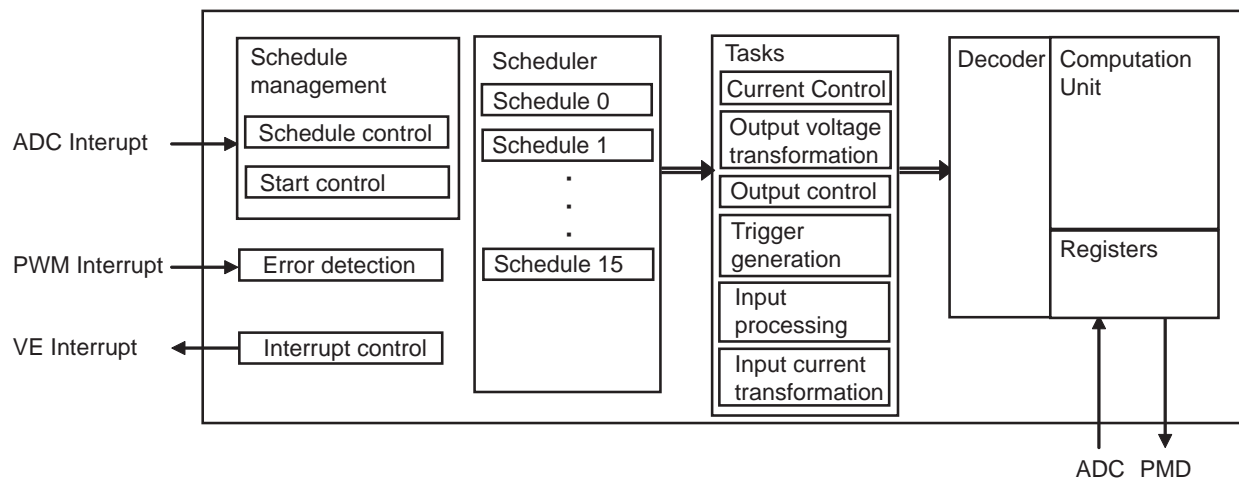 ADC Interupt
PWM Interrupt
VE Interrupt
Schedule
management
Schedule control
Start control
Error detection
Interrupt control
Scheduler
Schedule 0
Schedule 1
.
.
.
Schedule 15
Tasks
Current Control
Output voltage
transformation
Output control
Trigger
generation
Input
processing
Input current
transformation
Decoder
Computation
Unit
Registers
ADC
PMD